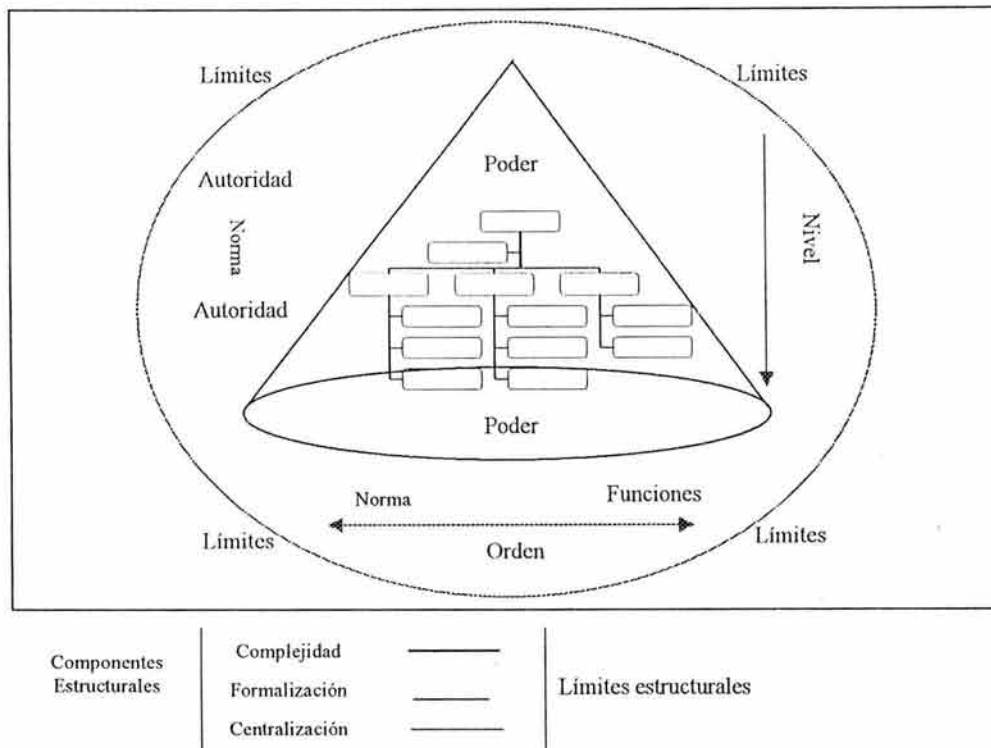 Límites
Límites
Poder
Autoridad
Norma
Nivel
Autoridad
Poder
Norma
Funciones
Límites
Orden
Límites
Componentes
Estructurales
Complejidad
Formalización
Centralización
Límites estructurales